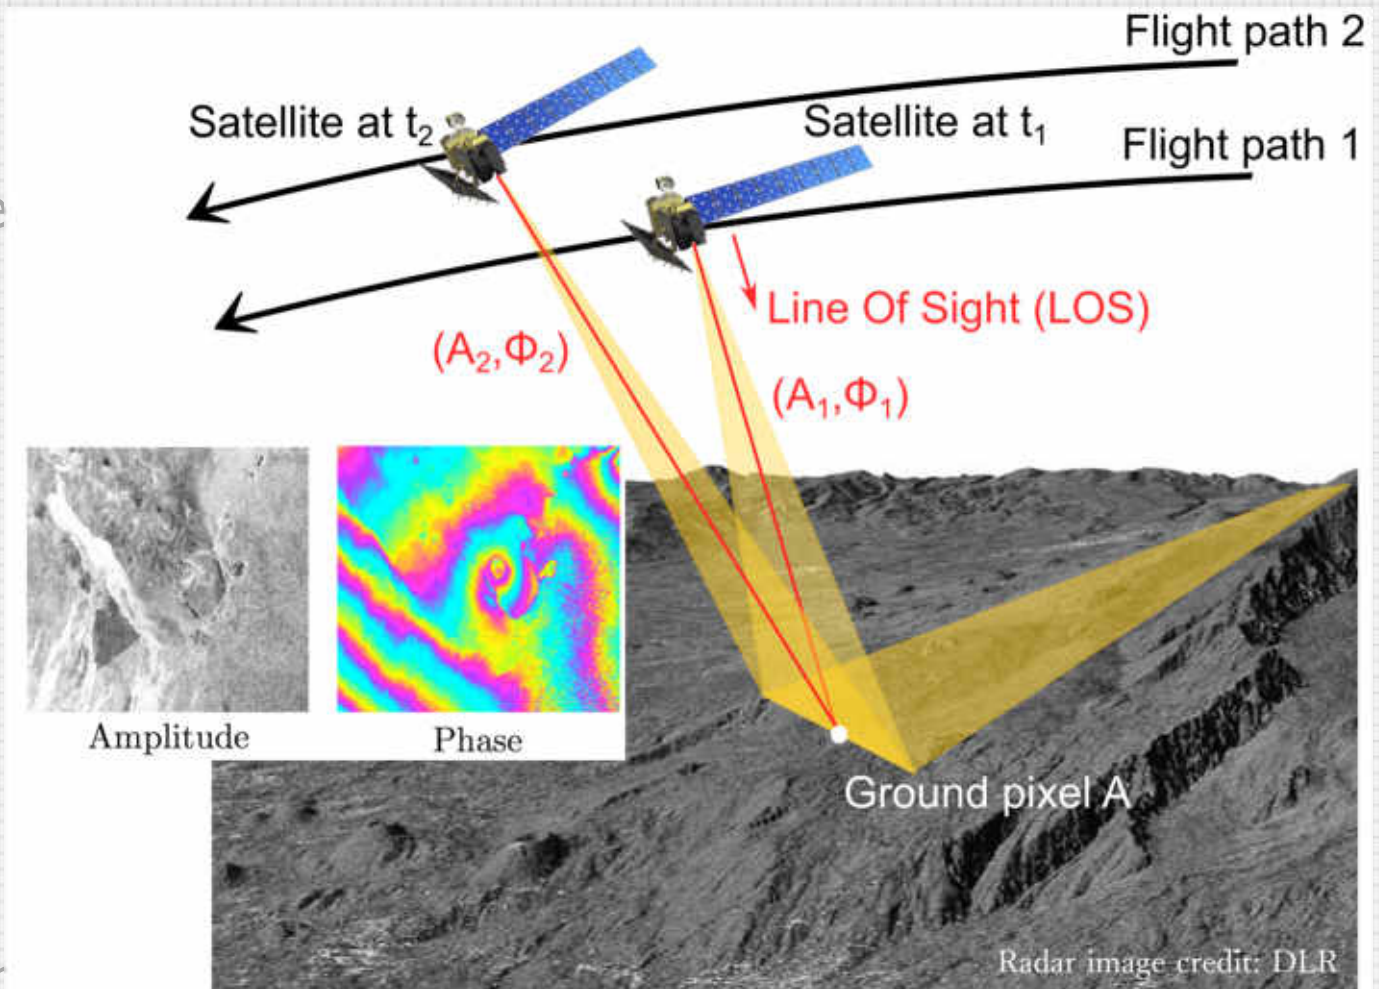 Flight path 2
Satellite at t₂
Satellite at t₁
Flight path 1
Line Of Sight (LOS)
(A₂,Φ₂)
(A₁,Φ₁)
Amplitude
Phase
Ground pixel A
Radar image credit: DLR